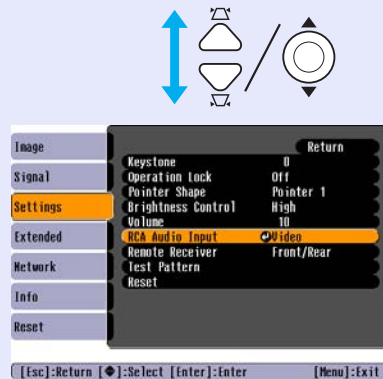 Return
Image
Signal
Settings
Extended
Network
Info
Reset
Keystone 0
Operation Lock Off
Pointer Shape Pointer 1
Brightness Control High
Volume 10
RCA Audio Input Video
Remote Receiver Front/Rear
Test Pattern
Reset
[Esc]:Return [◆]:Select [Enter]:Enter [Menu]:Exit